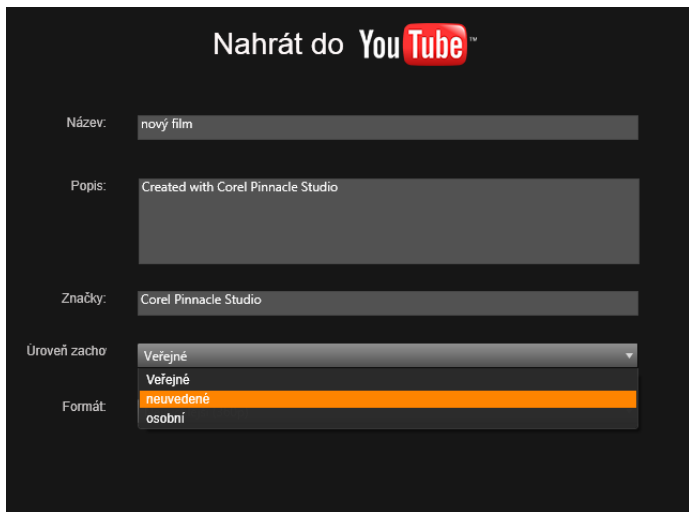 Nahrát do YouTube™
Název:
nový film
Popis:
Created with Corel Pinnacle Studio
Značky:
Corel Pinnacle Studio
Úroveň zacho
Veřejné
Veřejné
neuvedené
Formát:
osobní